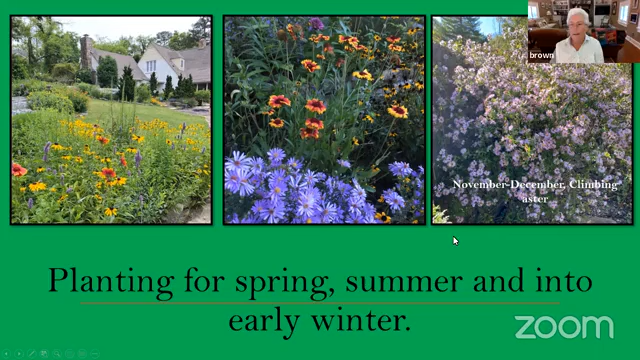 brown
November-December, Climbing
aster
Planting for spring, summer and into
early winter.
zoom